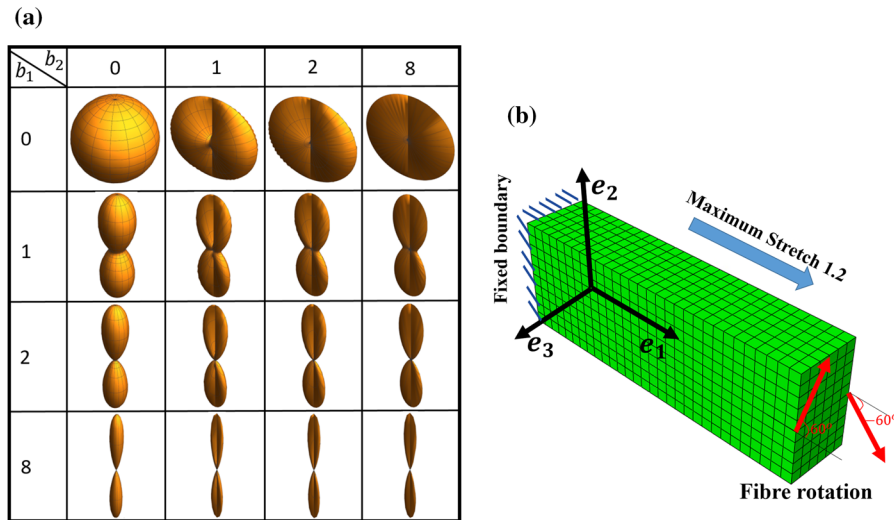 (a)
b₁ b₂ 0 1 2 8
0
1
2
8
(b)
Fixed boundary
e₂
Maximum Stretch 1.2
e₃
e₁
60°
−60°
Fibre rotation